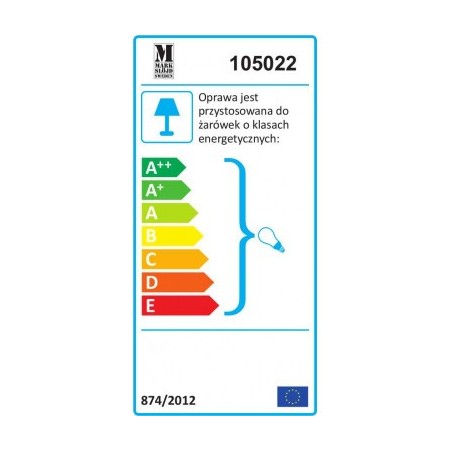 M
MARK
SLÖJD
SWEDEN
105022
Oprawa jest
przystosowana do
żarówek o klasach
energetycznych:
A++
A+
A
B
C
D
E
874/2012